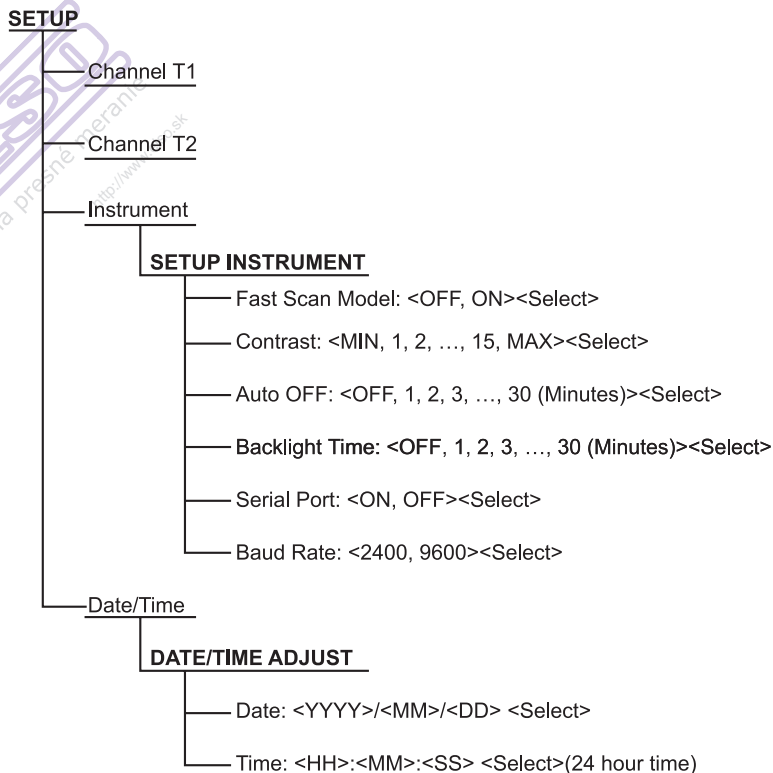 SETUP
Channel T1
Channel T2
Instrument
SETUP INSTRUMENT
Fast Scan Model: <OFF, ON><Select>
Contrast: <MIN, 1, 2, …, 15, MAX><Select>
Auto OFF: <OFF, 1, 2, 3, …, 30 (Minutes)><Select>
Backlight Time: <OFF, 1, 2, 3, …, 30 (Minutes)><Select>
Serial Port: <ON, OFF><Select>
Baud Rate: <2400, 9600><Select>
Date/Time
DATE/TIME ADJUST
Date: <YYYY>/<MM>/<DD> <Select>
Time: <HH>:<MM>:<SS> <Select>(24 hour time)
presné meranie